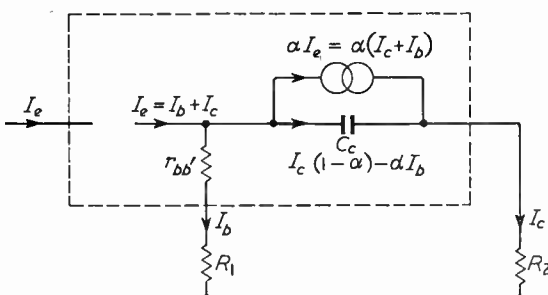 αI_e = α(I_c+I_b)
I_e
I_e = I_b + I_c
C_c
I_c (1-α)-αI_b
r_bb'
I_b
I_c
R_1
R_2